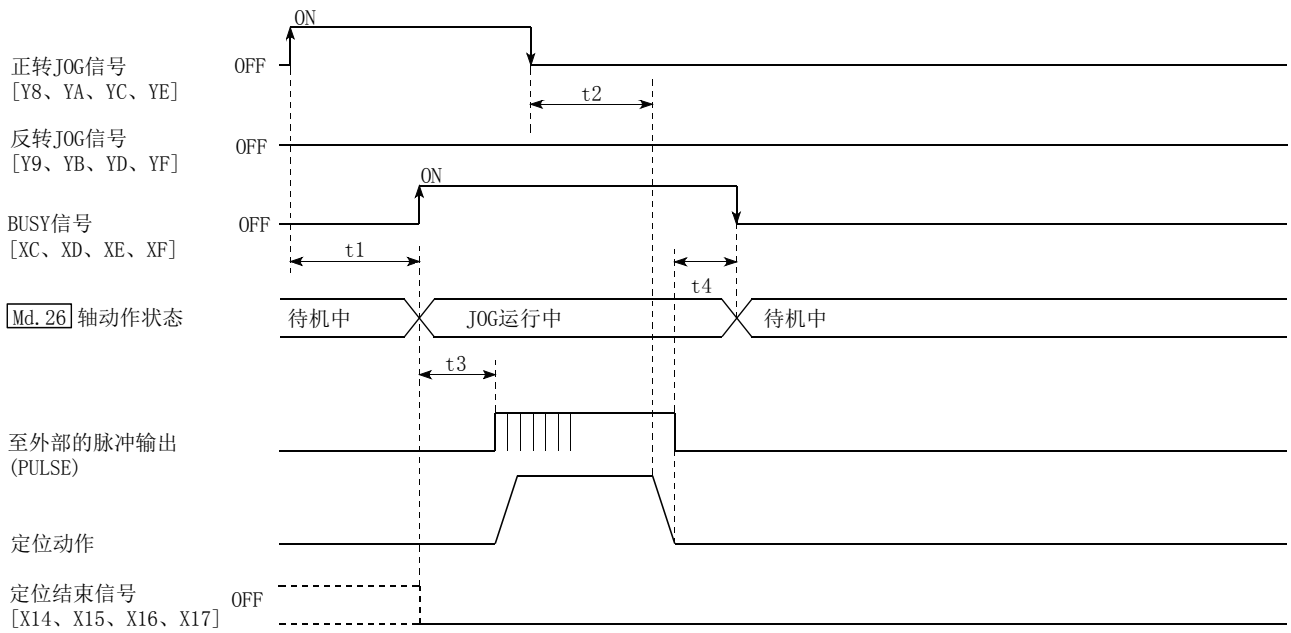 ON
正转JOG信号 OFF
[Y8、YA、YC、YE]
t2
反转JOG信号 OFF
[Y9、YB、YD、YF]
ON
BUSY信号 OFF
[XC、XD、XE、XF]
t1
t4
Md.26 轴动作状态 待机中 JOG运行中 待机中
t3
至外部的脉冲输出
(PULSE)
定位动作
定位结束信号 OFF
[X14、X15、X16、X17]